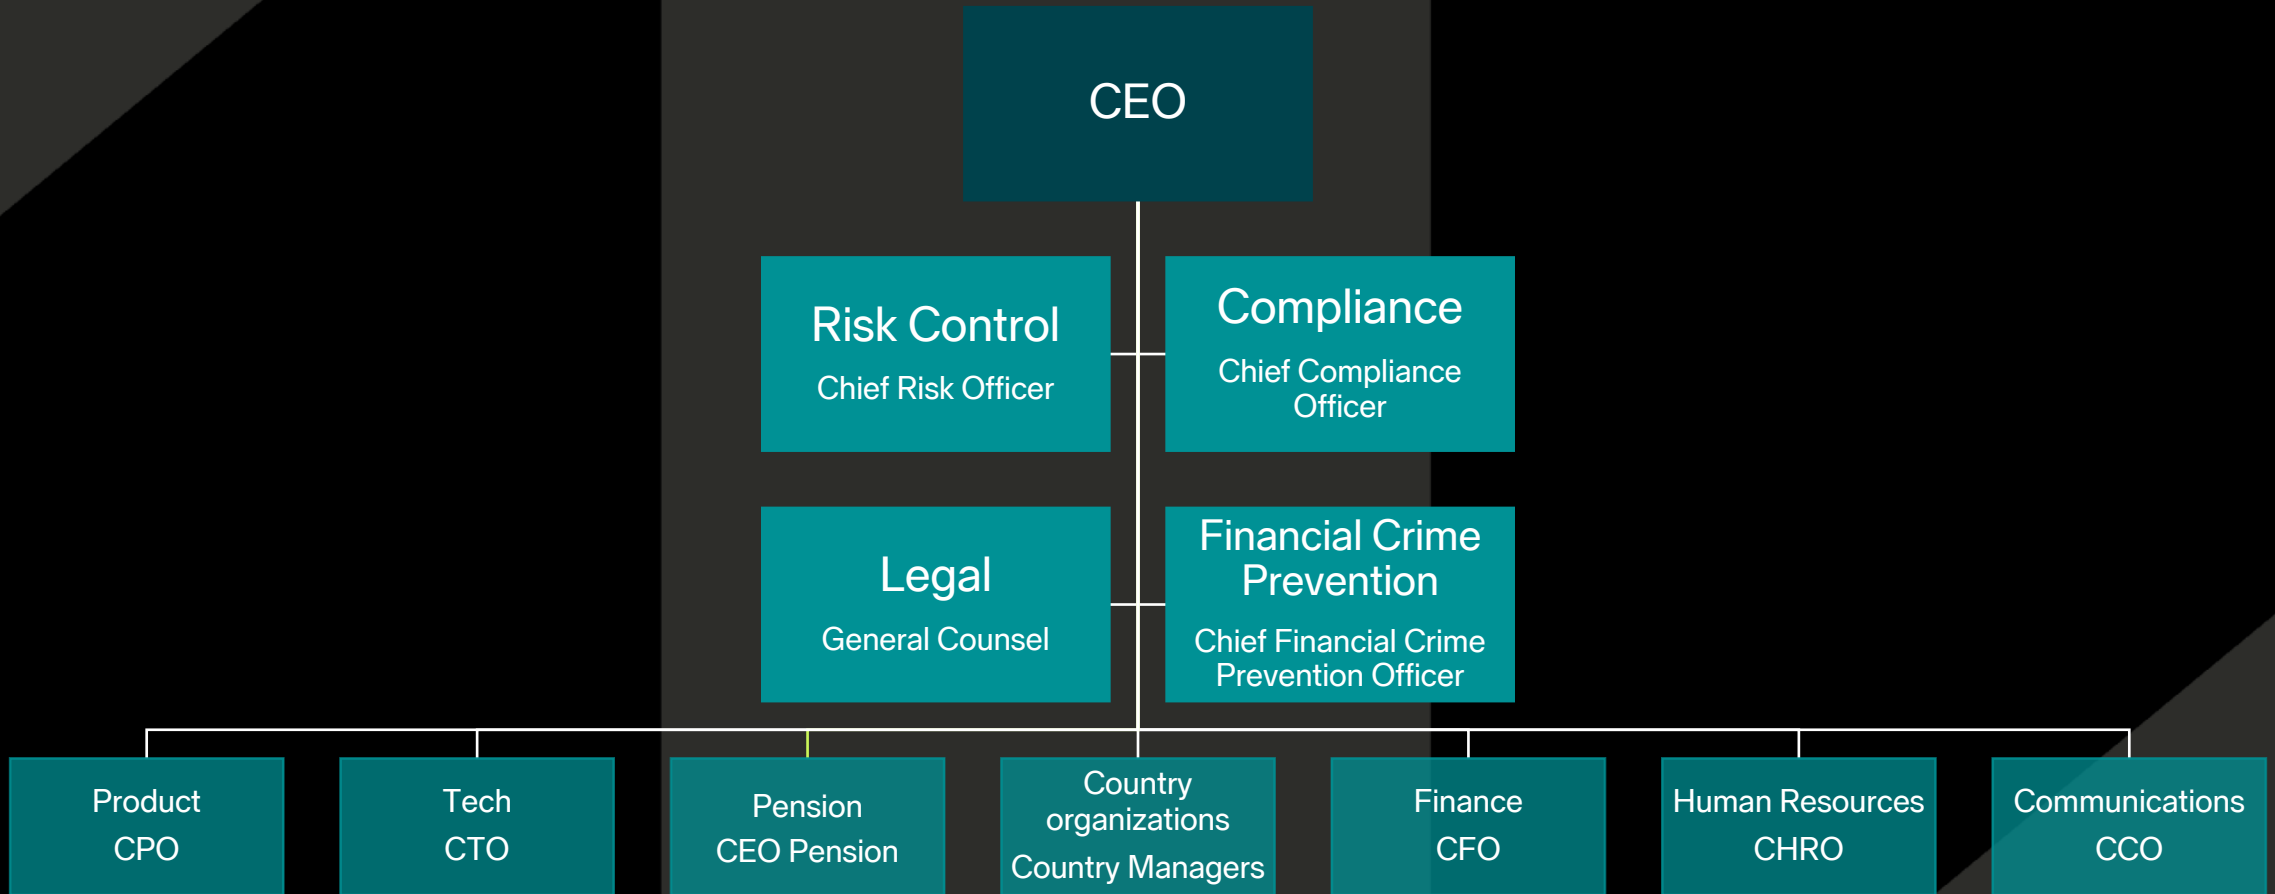 CEO
Risk Control
Chief Risk Officer
Compliance
Chief Compliance
Officer
Legal
General Counsel
Financial Crime
Prevention
Chief Financial Crime
Prevention Officer
Product
CPO
Tech
CTO
Pension
CEO Pension
Country
organizations
Country Managers
Finance
CFO
Human Resources
CHRO
Communications
CCO